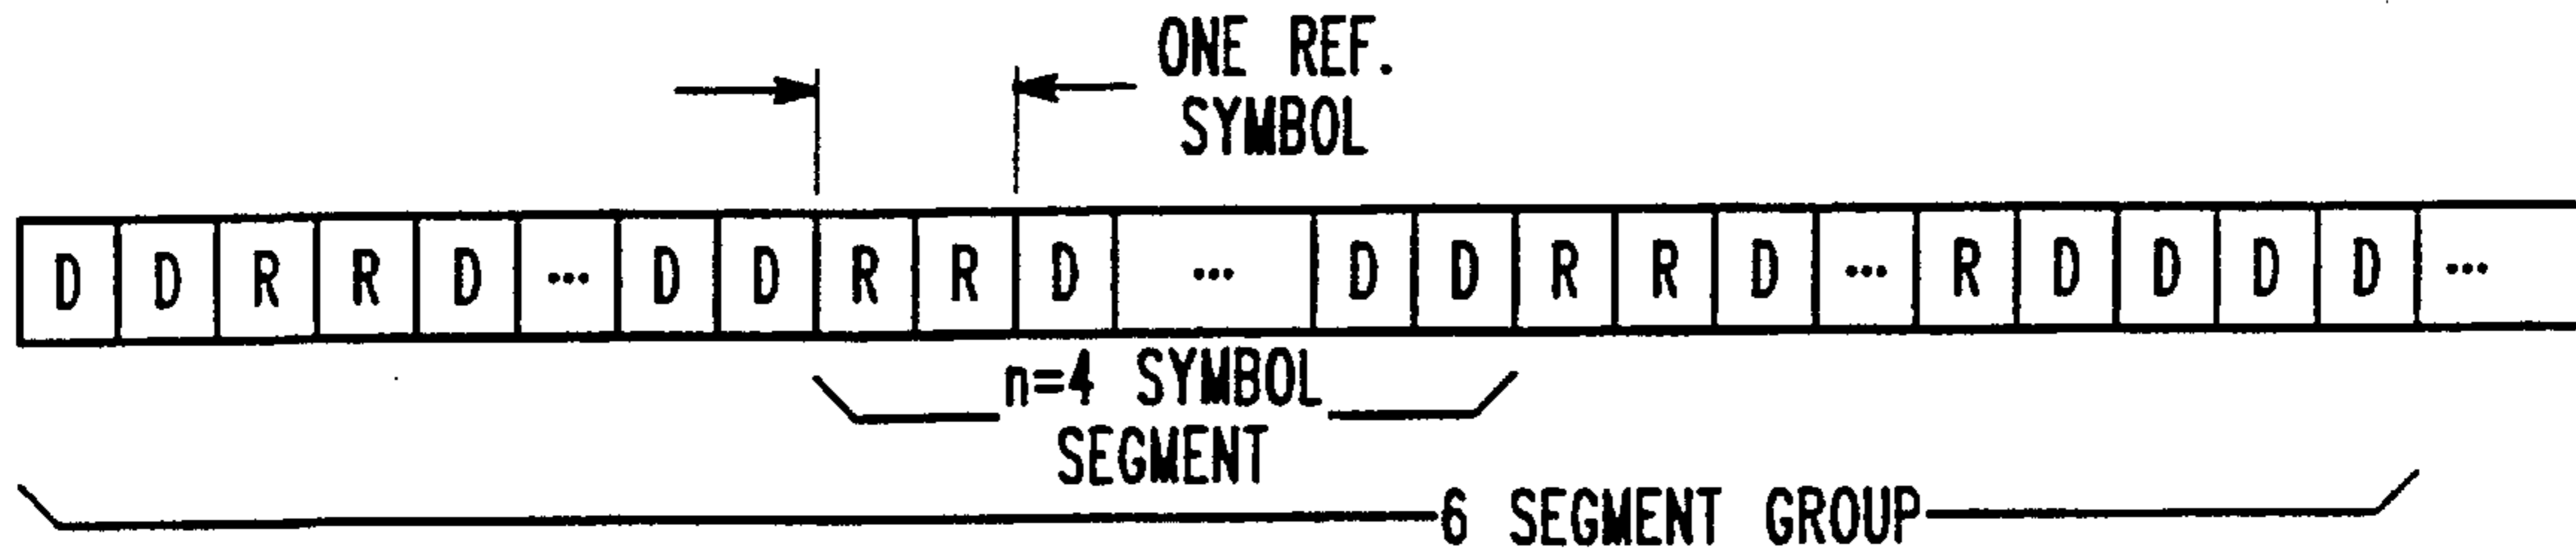 ONE REF.
SYMBOL
D D R R D ... D D R R D ... D D R R D ... R D D D D ...
n=4 SYMBOL
SEGMENT
6 SEGMENT GROUP